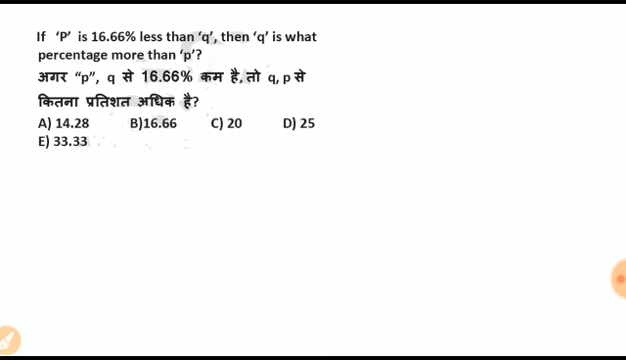 If ‘P’ is 16.66% less than ‘q’, then ‘q’ is what
percentage more than ‘p’?
अगर “p”, q से 16.66% कम है, तो q, p से
कितना प्रतिशत अधिक है?
A) 14.28 B)16.66 C) 20 D) 25
E) 33.33